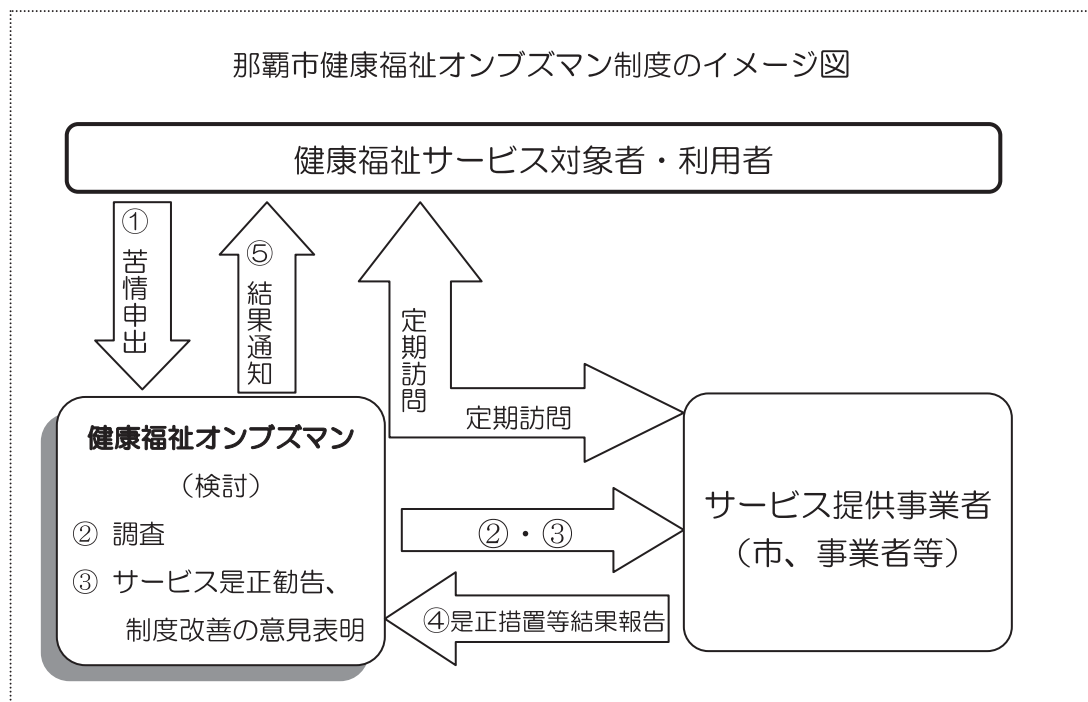 那覇市健康福祉オンブズマン制度のイメージ図
健康福祉サービス対象者・利用者
① 苦情申出
⑤ 結果通知
定期訪問
定期訪問
健康福祉オンブズマン
（検討）
② 調査
③ サービス是正勧告、
制度改善の意見表明
②・③
④是正措置等結果報告
サービス提供事業者
（市、事業者等）